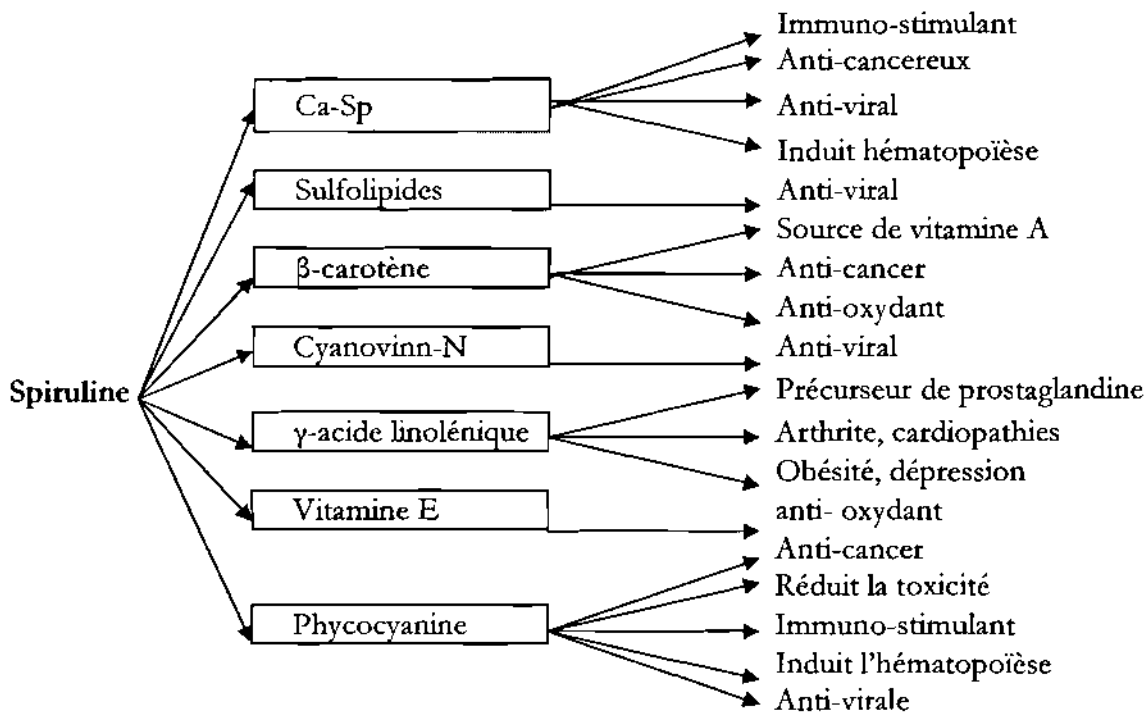 Spiruline
Ca-Sp
Immuno-stimulant
Anti-cancereux
Anti-viral
Induit hématopoïèse
Sulfolipides
Anti-viral
β-carotène
Source de vitamine A
Anti-cancer
Anti-oxydant
Cyanovinn-N
Anti-viral
γ-acide linolénique
Précurseur de prostaglandine
Arthrite, cardiopathies
Obésité, dépression
Vitamine E
anti- oxydant
Phycocyanine
Anti-cancer
Réduit la toxicité
Immuno-stimulant
Induit l'hématopoïèse
Anti-virale